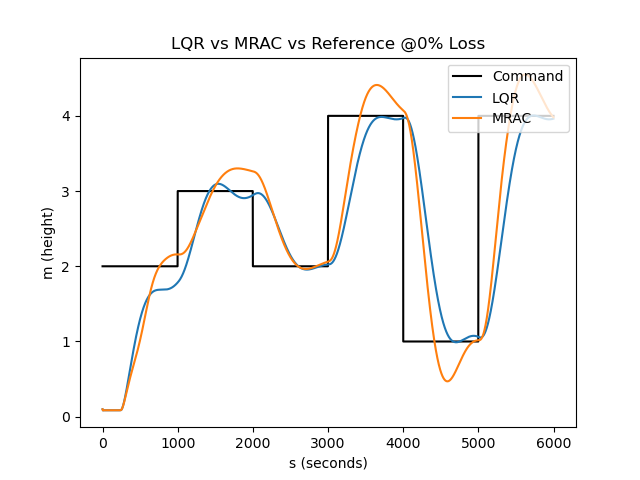 LQR vs MRAC vs Reference @0% Loss
Command
LQR
MRAC
m (height)
4
3
2
1
0
0 1000 2000 3000 4000 5000 6000
s (seconds)